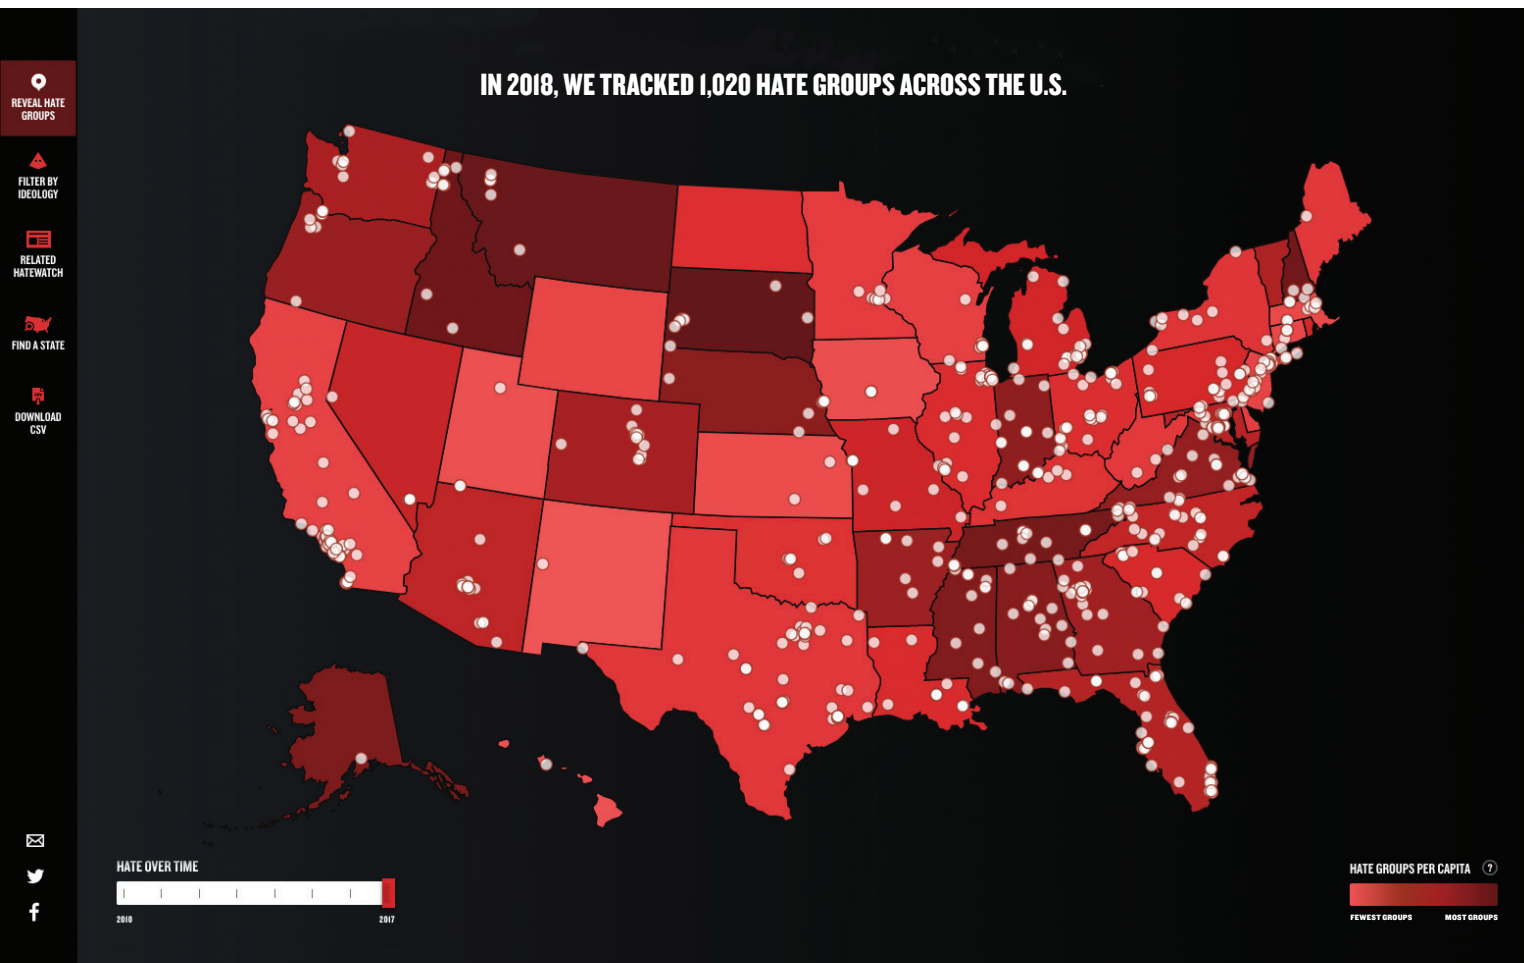 IN 2018, WE TRACKED 1,020 HATE GROUPS ACROSS THE U.S.
REVEAL HATE
GROUPS
FILTER BY
IDEOLOGY
RELATED
HATEWATCH
FIND A STATE
DOWNLOAD
CSV
HATE OVER TIME
2010
2017
HATE GROUPS PER CAPITA
?
FEWEST GROUPS
MOST GROUPS